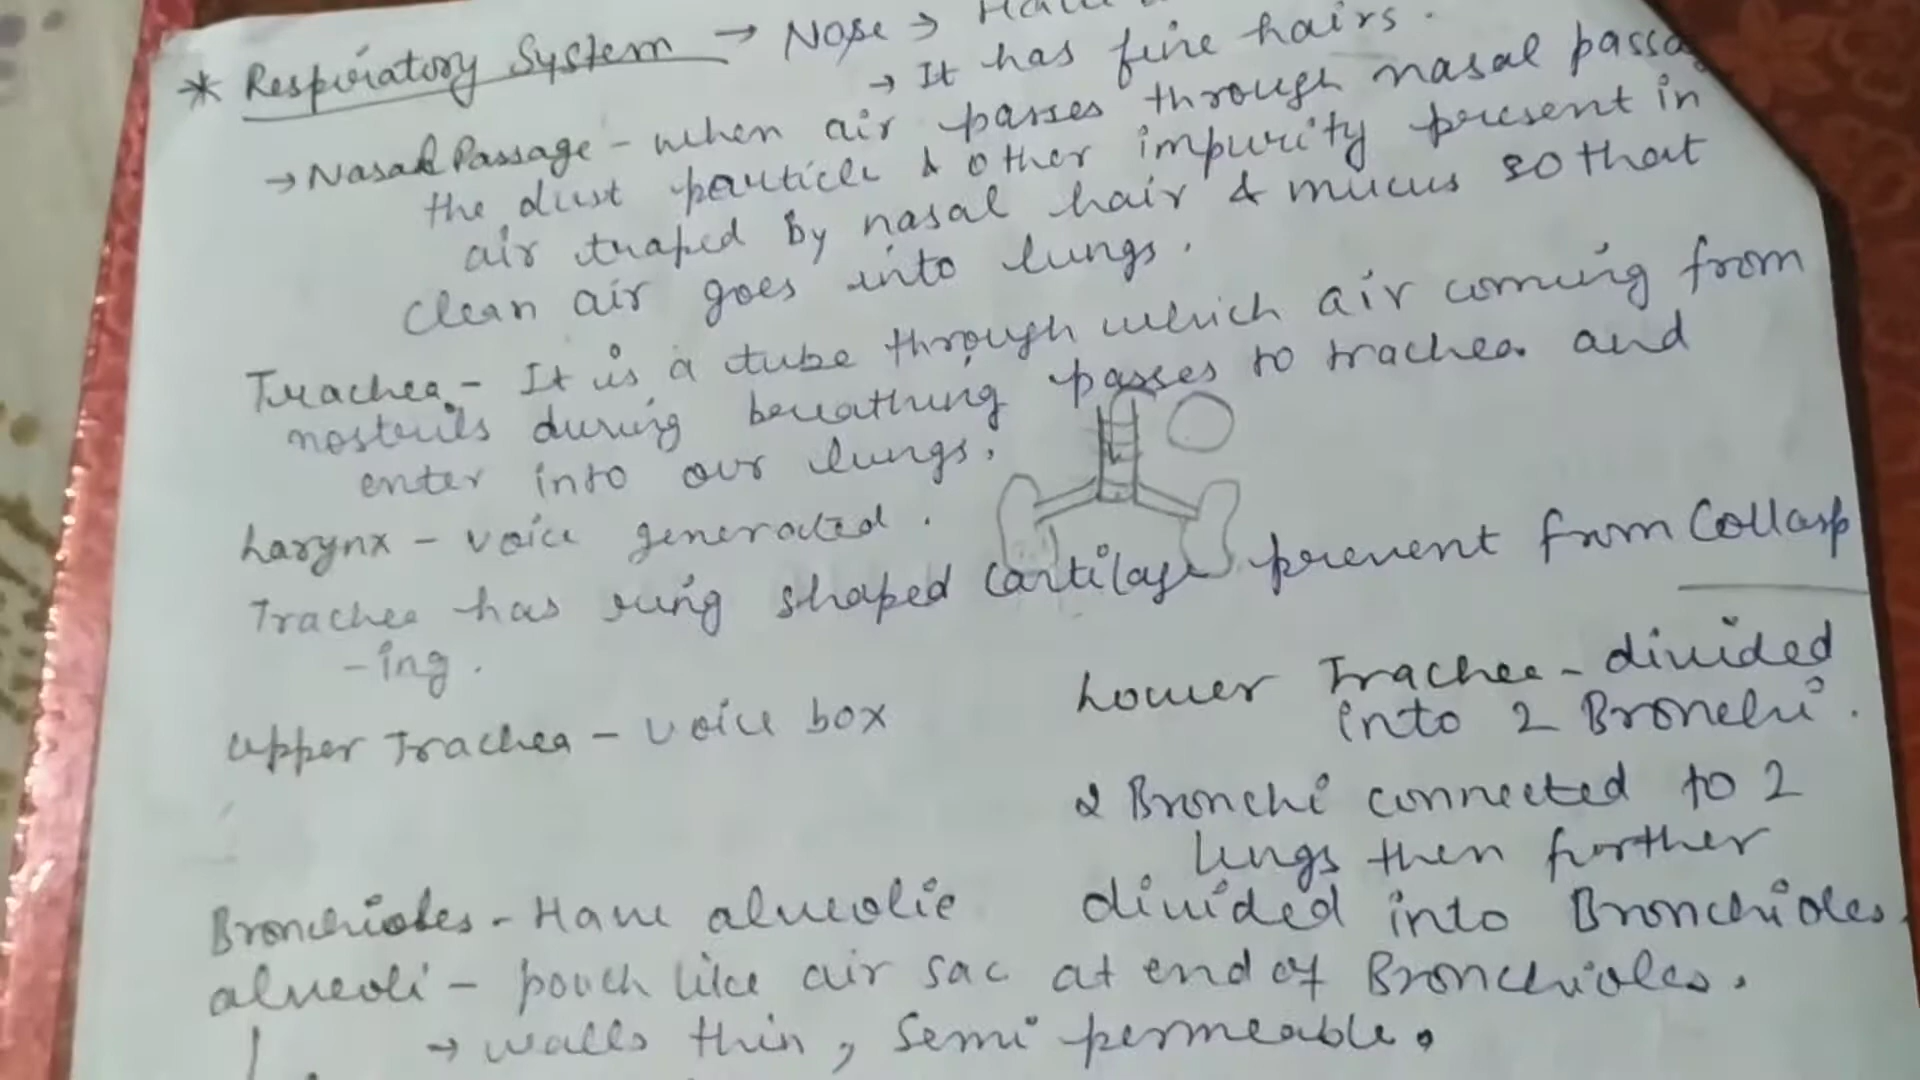 * Respiratory System → Nose →
→ It has fine hairs.
→ Nasal Passage - when air passes through nasal
the dust particle & other impurity present in
air traped by nasal hair & mucus so that
clean air goes into lungs.
Trachea - It is a tube through which air coming from
nostrils during breathing passes to trachea and
enter into our lungs.
Larynx - voice generated.
Trachea has ring shaped Cartilage prevent from Collasp
-ing.
Upper Trachea - voice box
Lower Trachea - divided
into 2 Bronchi.
2 Bronchi connected to 2
lungs then further
divided into Bronchioles.
Bronchioles - Have alveolie
alveoli - pouch like air sac at end of Bronchioles.
→ walls thin, Semi permeable.